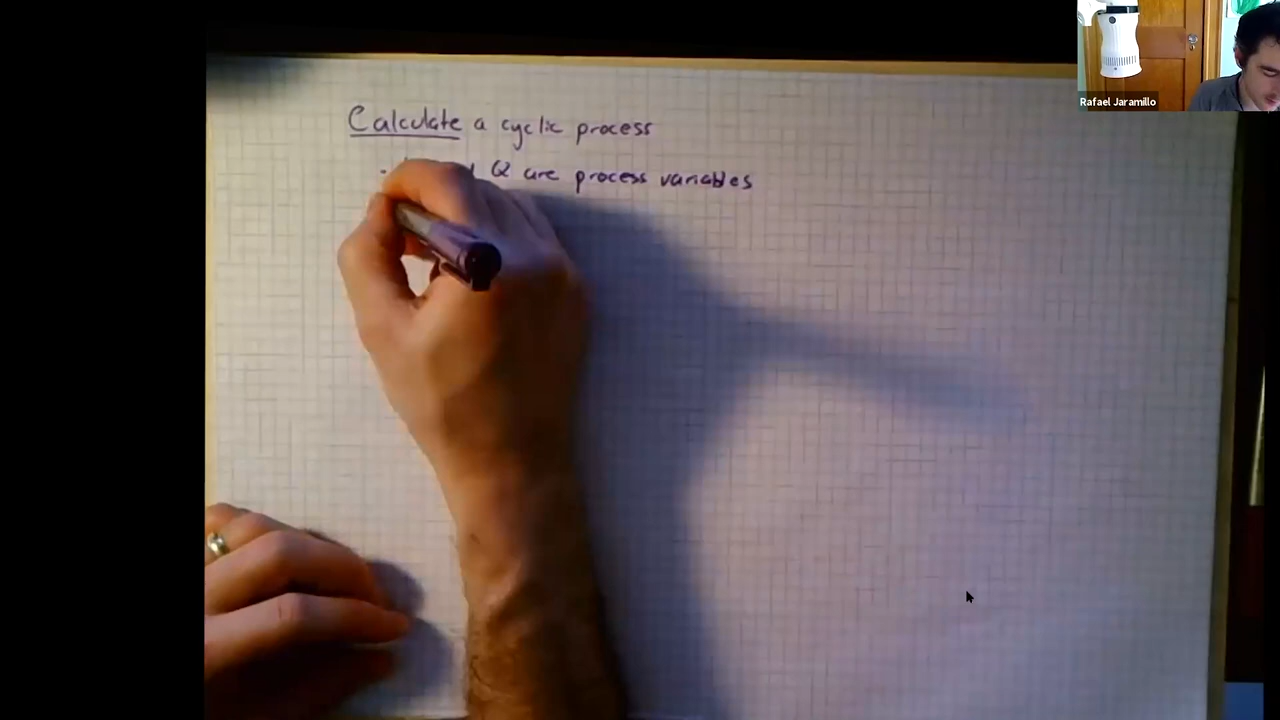 Rafael Jaramillo
Calculate a cyclic process
Q are process variables